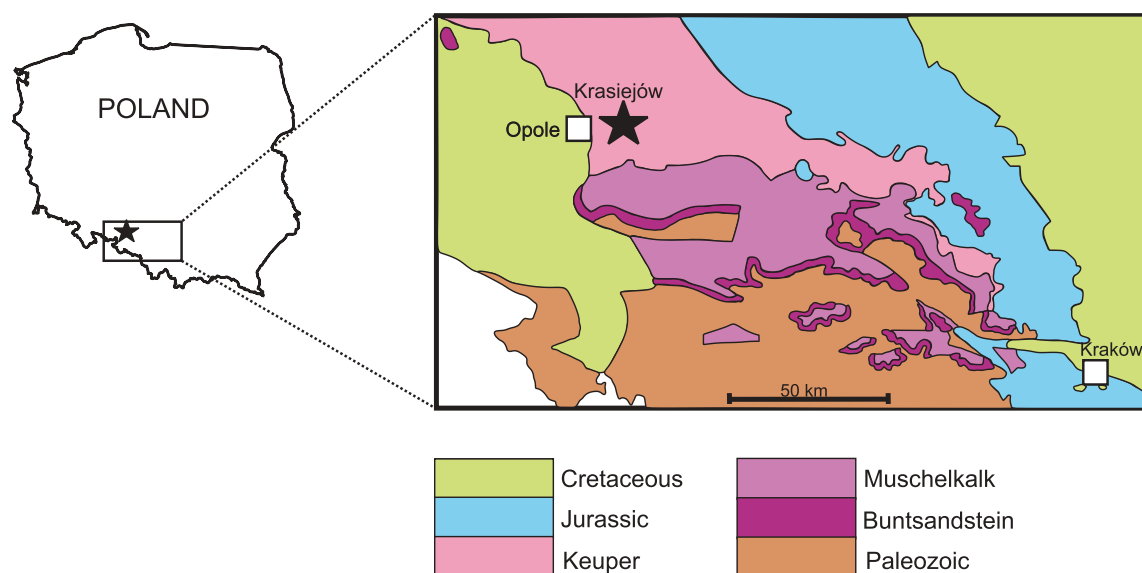 POLAND
Krasiejów
Opole
Kraków
50 km
Cretaceous
Jurassic
Keuper
Muschelkalk
Buntsandstein
Paleozoic